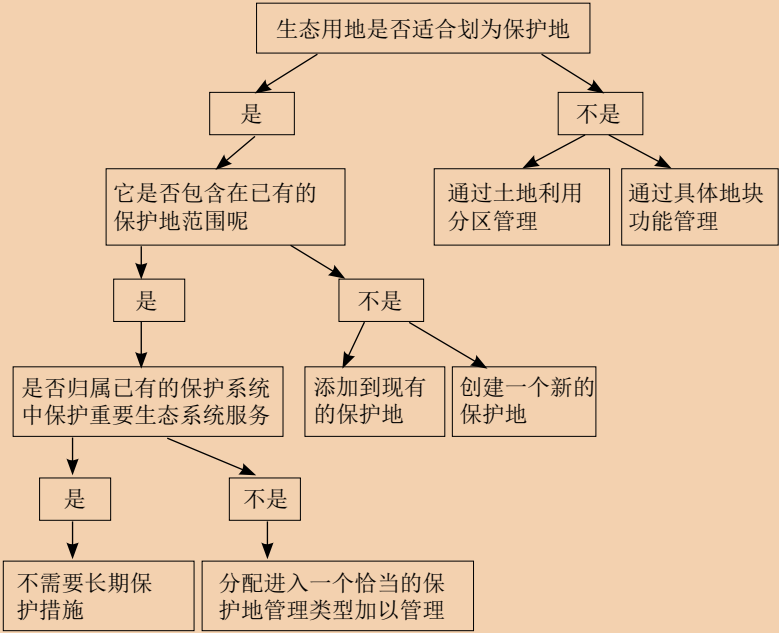 生态用地是否适合划为保护地
是
不是
它是否包含在已有的
保护地范围呢
通过土地利用
分区管理
通过具体地块
功能管理
是
不是
是否归属已有的保护系统
中保护重要生态系统服务
添加到现有
的保护地
创建一个新的
保护地
是
不是
不需要长期保
护措施
分配进入一个恰当的保
护地管理类型加以管理